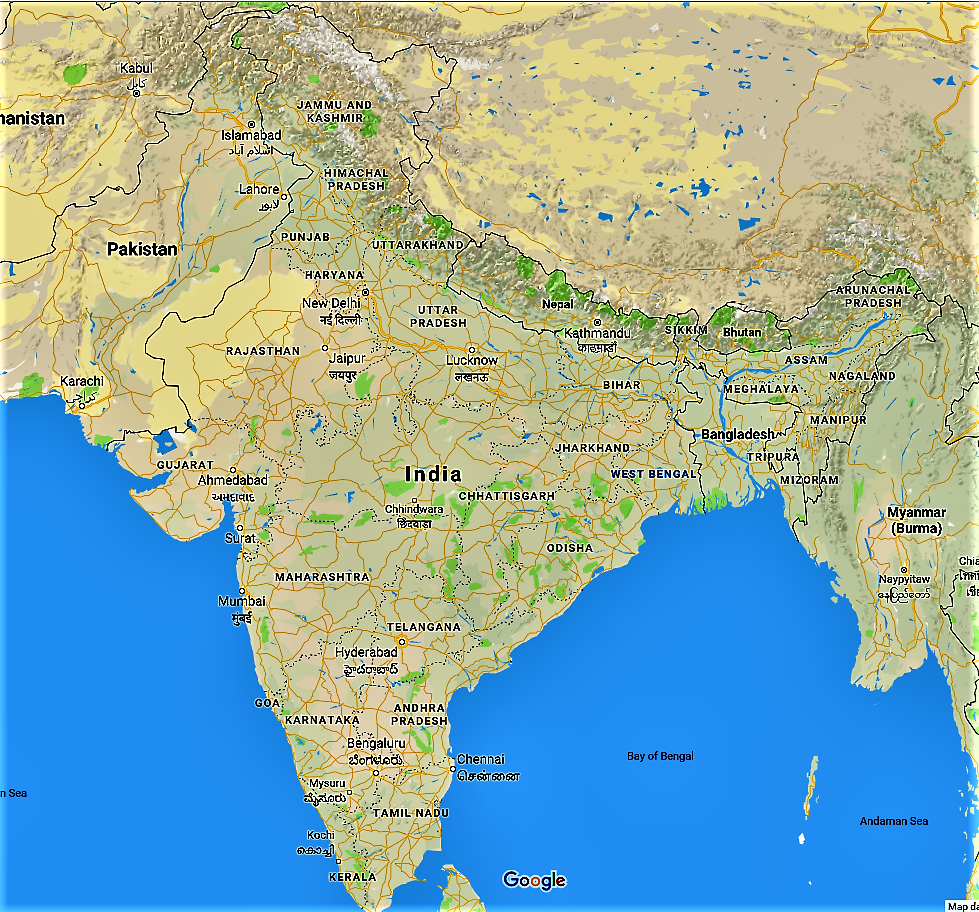 Kabul
کابل
hanistan
JAMMU AND
KASHMIR
Islamabad
اسلام آباد
HIMACHAL
PRADESH
Lahore
لاہور
Pakistan
PUNJAB
UTTARAKHAND
HARYANA
New Delhi
नई दिल्ली
UTTAR
PRADESH
Nepal
Kathmandu
काठमाडौं
SIKKIM
Bhutan
ARUNACHAL
PRADESH
RAJASTHAN
Jaipur
जयपुर
Lucknow
लखनऊ
BIHAR
ASSAM
MEGHALAYA
NAGALAND
Karachi
کراچی
MANIPUR
Bangladesh
JHARKHAND
TRIPURA
GUJARAT
Ahmedabad
અમદાવાદ
India
WEST BENGAL
MIZORAM
CHHATTISGARH
Chhindwara
छिंदवाड़ा
Myanmar
(Burma)
Surat
ODISHA
MAHARASHTRA
Naypyitaw
နေပြည်တော်
Chia
Mumbai
मुंबई
TELANGANA
Hyderabad
హైదరాబాద్
GOA
KARNATAKA
ANDHRA
PRADESH
Bengaluru
ಬೆಂಗಳೂರು
Chennai
சென்னை
Bay of Bengal
Mysuru
ಮೈಸೂರು
n Sea
TAMIL NADU
Andaman Sea
Kochi
കൊച്ചി
KERALA
Google
Map da